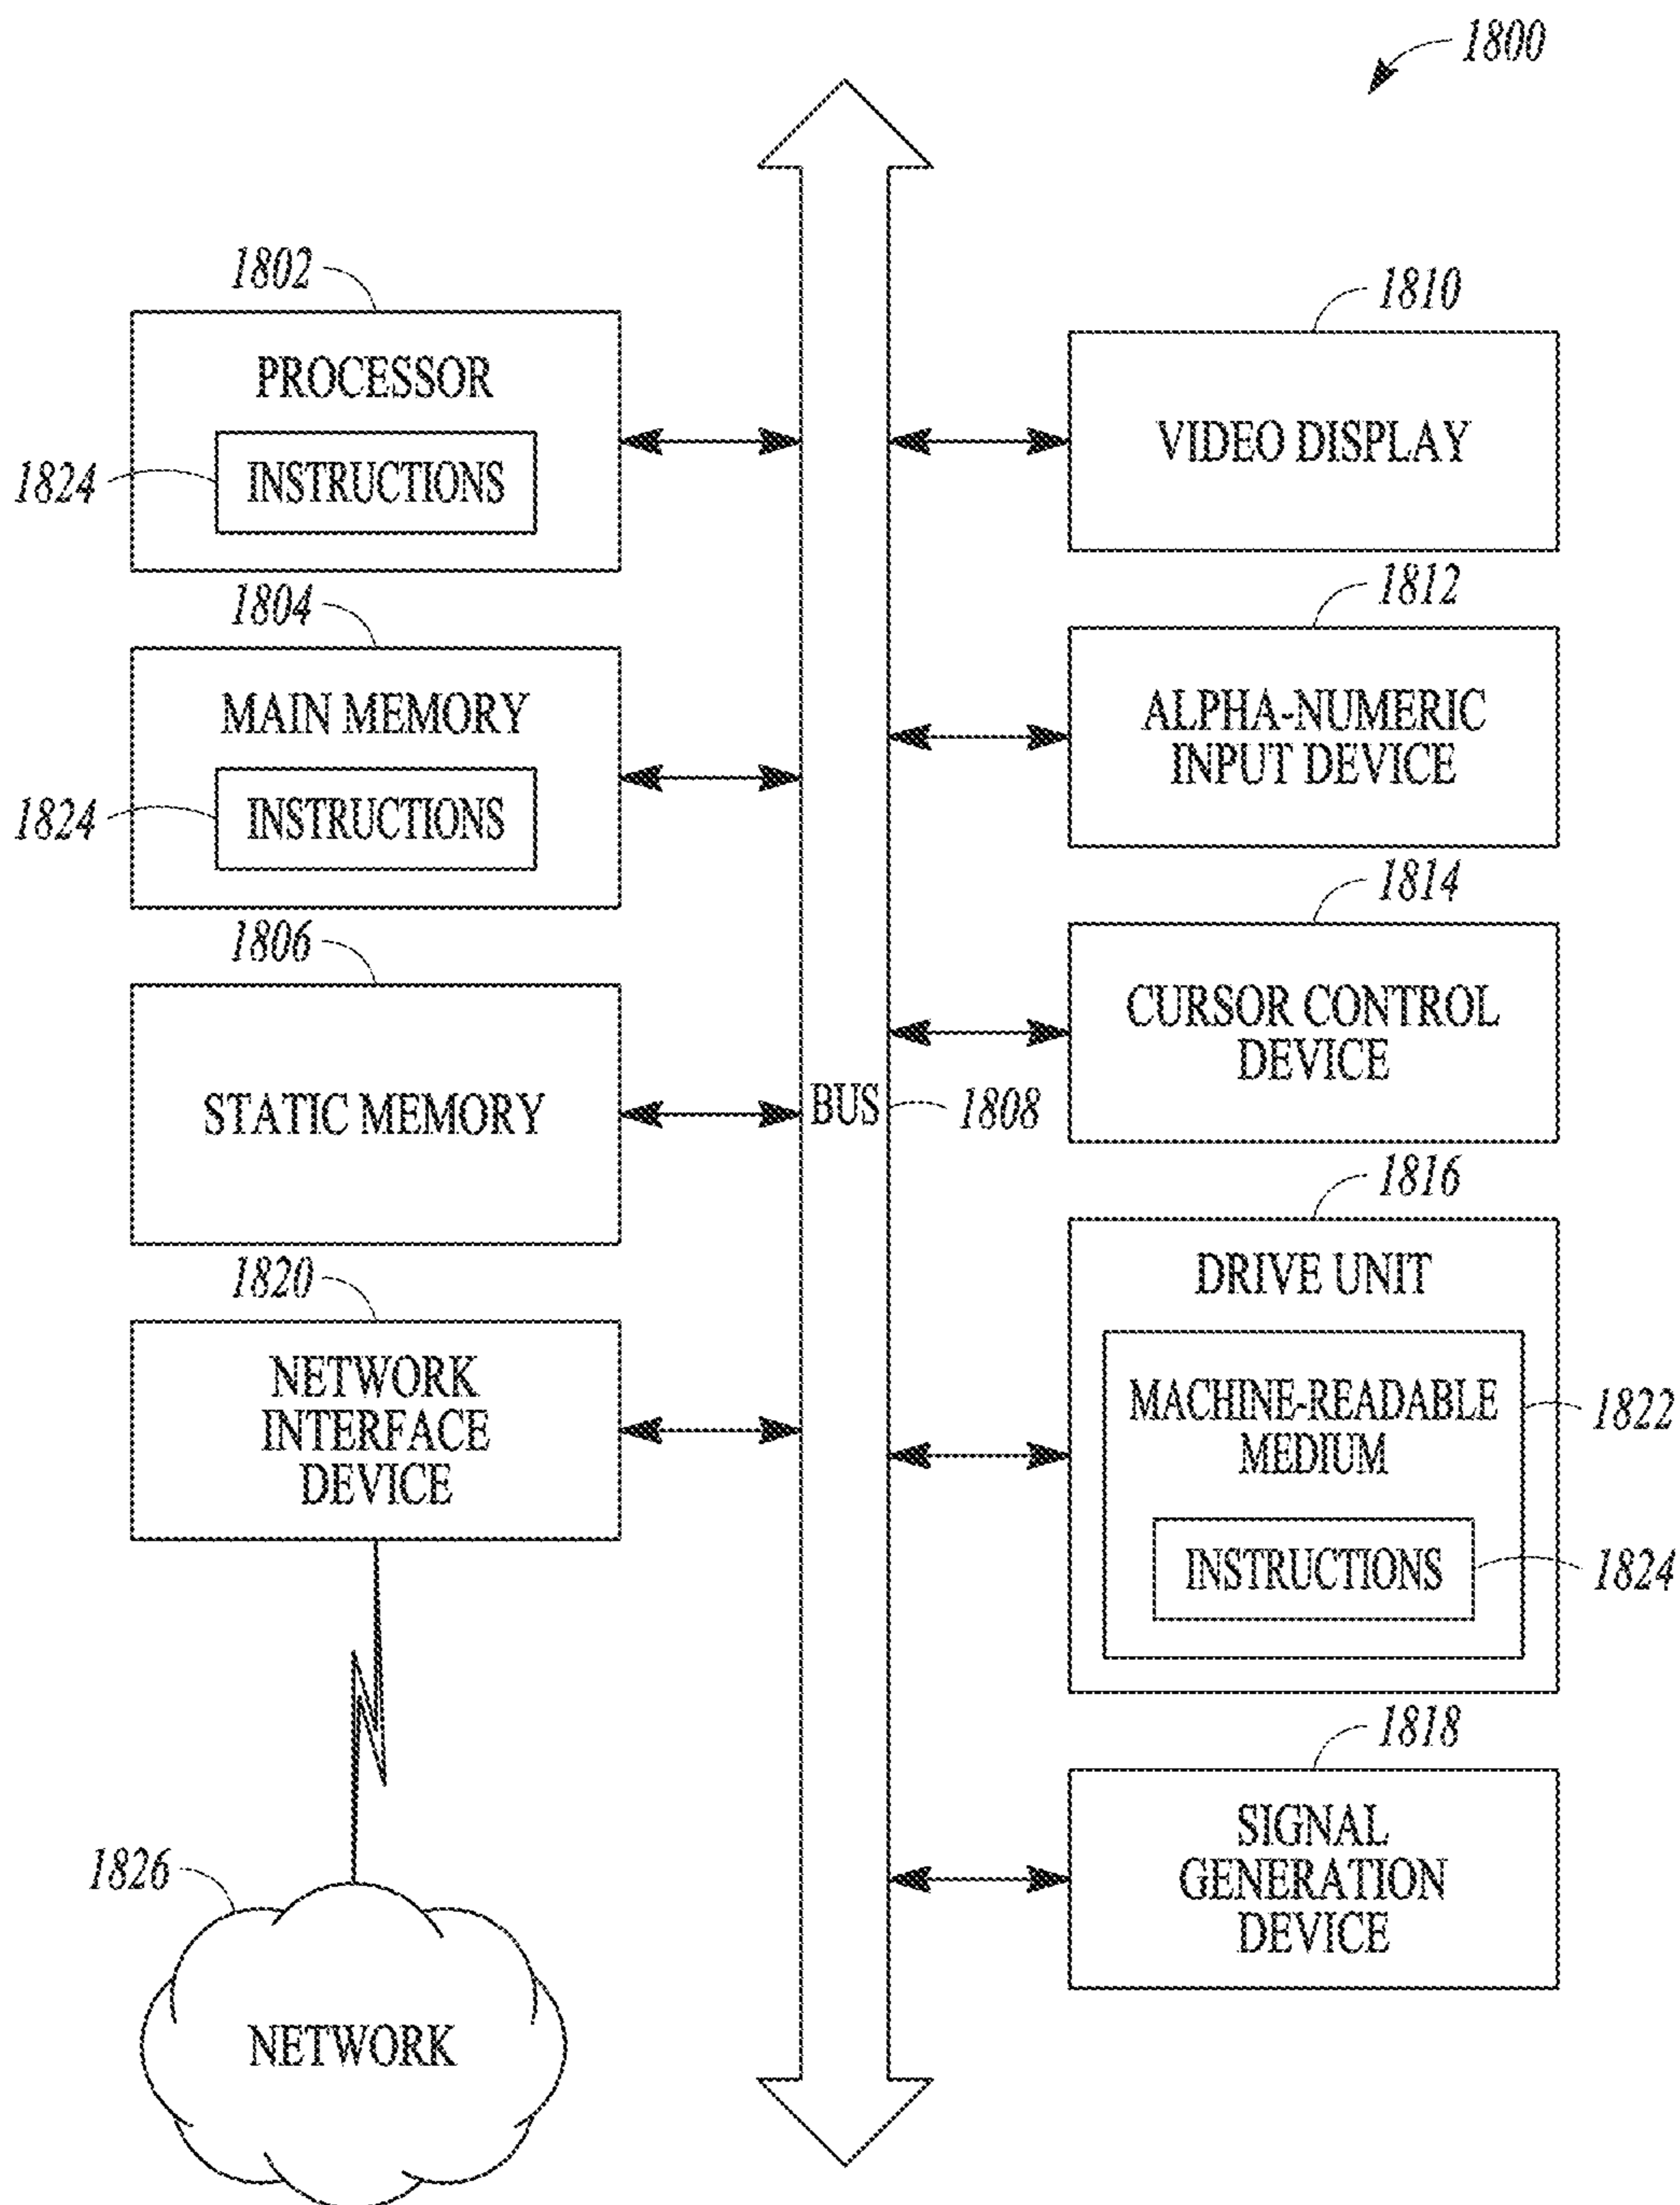 1800
1802
PROCESSOR
1824
INSTRUCTIONS
1804
MAIN MEMORY
1824
INSTRUCTIONS
1806
STATIC MEMORY
1820
NETWORK
INTERFACE
DEVICE
1826
NETWORK
BUS
1808
1810
VIDEO DISPLAY
1812
ALPHA-NUMERIC
INPUT DEVICE
1814
CURSOR CONTROL
DEVICE
1816
DRIVE UNIT
MACHINE-READABLE
MEDIUM
1822
INSTRUCTIONS
1824
1818
SIGNAL
GENERATION
DEVICE